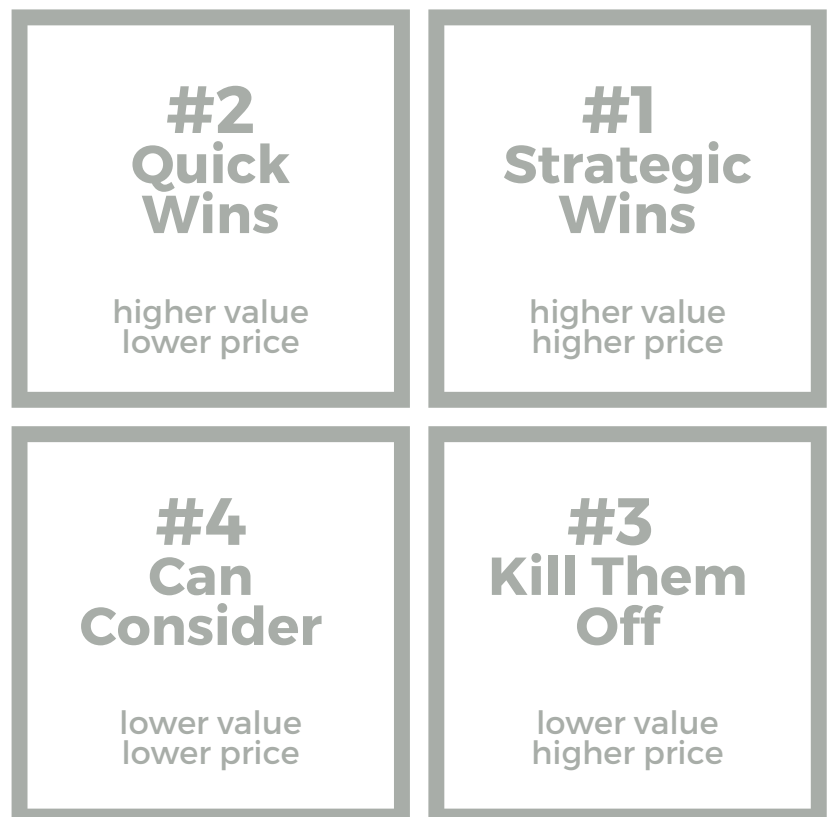 #2
Quick
Wins
higher value
lower price
#1
Strategic
Wins
higher value
higher price
#4
Can
Consider
lower value
lower price
#3
Kill Them
Off
lower value
higher price